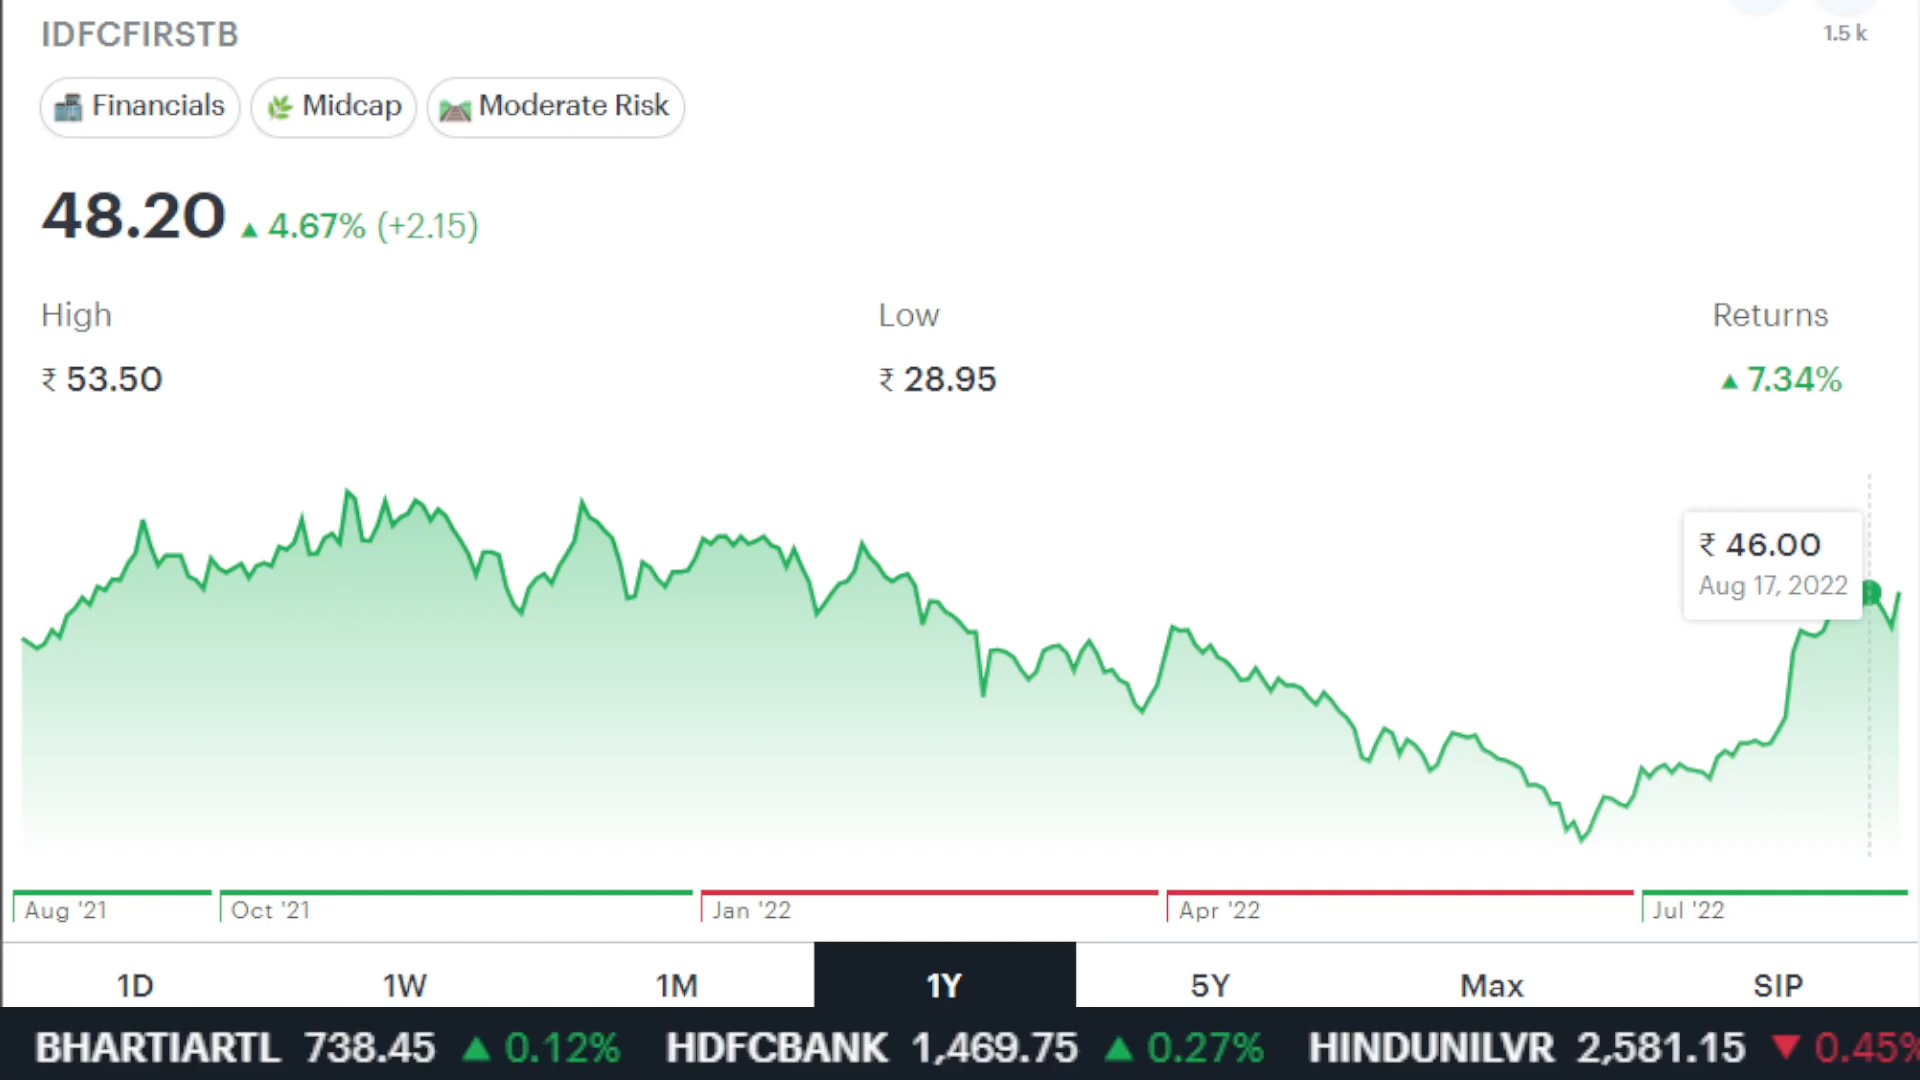 IDFCFIRSTB
1.5 k
Financials Midcap Moderate Risk
48.20 ▲ 4.67% (+2.15)
High Low Returns
₹ 53.50 ₹ 28.95 ▲ 7.34%
₹ 46.00
Aug 17, 2022
Aug '21 Oct '21 Jan '22 Apr '22 Jul '22
1D 1W 1M 1Y 5Y Max SIP
BHARTIARTL 738.45 ▲ 0.12% HDFCBANK 1,469.75 ▲ 0.27% HINDUNILVR 2,581.15 ▼ 0.45%